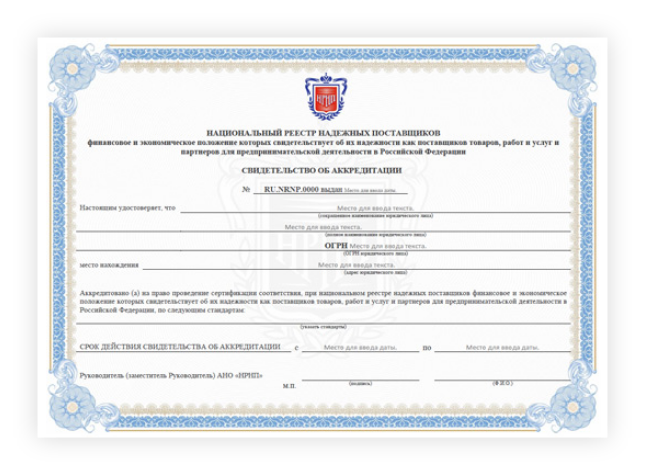 НРНП
НАЦИОНАЛЬНЫЙ РЕЕСТР НАДЕЖНЫХ ПОСТАВЩИКОВ
финансовое и экономическое положение которых свидетельствует об их надежности как поставщиков товаров, работ и услуг и
партнеров для предпринимательской деятельности в Российской Федерации
СВИДЕТЕЛЬСТВО ОБ АККРЕДИТАЦИИ
№ RU.NRNP.0000 выдан Место для ввода даты.
Настоящим удостоверяет, что Место для ввода текста.
(сокращенное наименование юридического лица)
Место для ввода текста.
(полное наименование юридического лица)
ОГРН Место для ввода текста.
(ОГРН юридического лица)
место нахождения Место для ввода текста.
(адрес юридического лица)
Аккредитовано (а) на право проведение сертификации соответствия, при национальном реестре надежных поставщиков финансовое и экономическое
положение которых свидетельствует об их надежности как поставщиков товаров, работ и услуг и партнеров для предпринимательской деятельности в
Российской Федерации, по следующим стандартам:
(указать стандарты)
СРОК ДЕЙСТВИЯ СВИДЕТЕЛЬСТВА ОБ АККРЕДИТАЦИИ с Место для ввода даты. по Место для ввода даты.
Руководитель (заместитель Руководитель) АНО «НРНП»
М.П. (подпись) (Ф.И.О.)